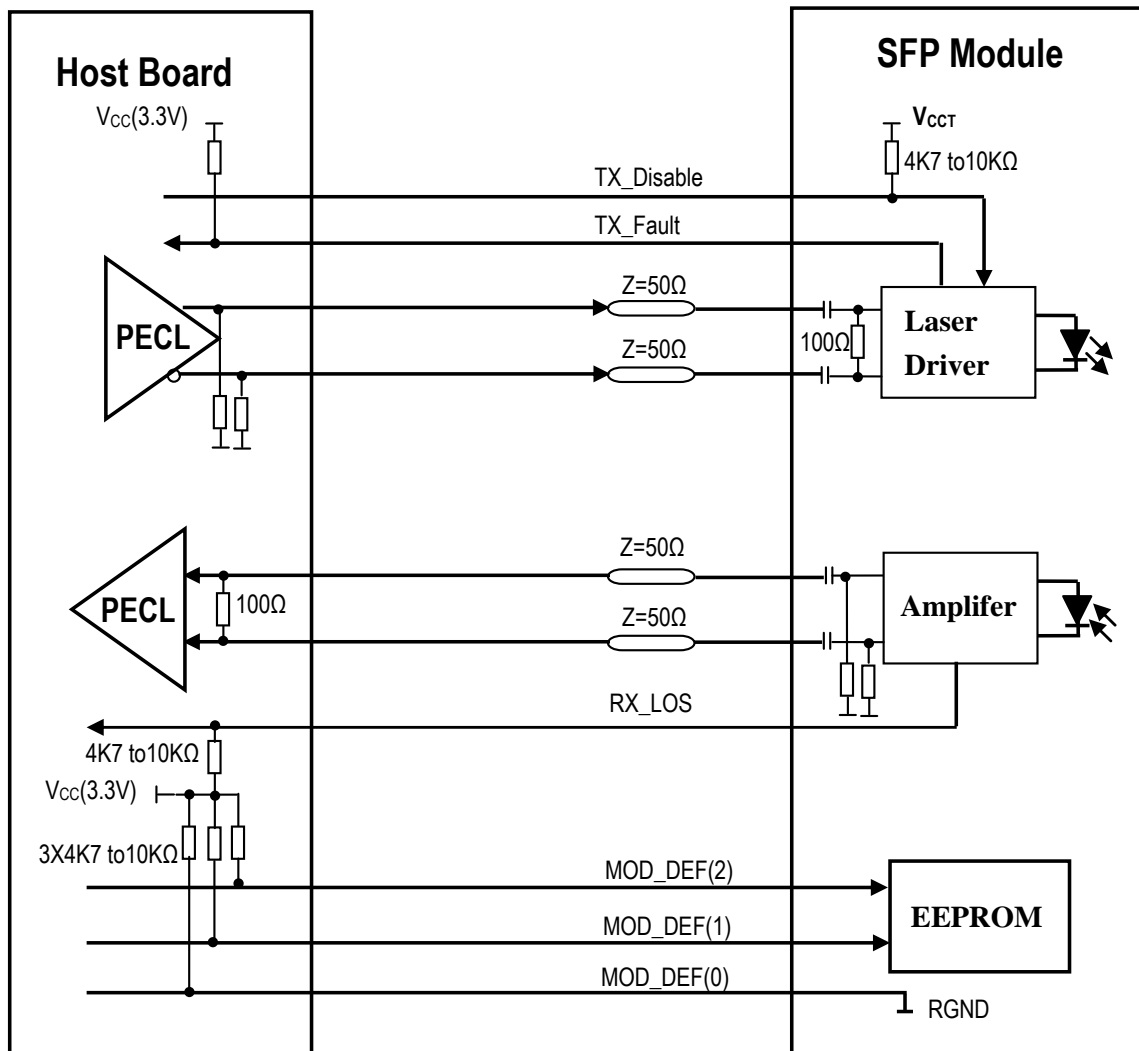 Host Board
SFP Module
VCC(3.3V)
VCCT
4K7 to10KΩ
TX_Disable
TX_Fault
Z=50Ω
PECL
100Ω
Laser
Driver
Z=50Ω
Z=50Ω
PECL
100Ω
Amplifer
Z=50Ω
RX_LOS
4K7 to10KΩ
VCC(3.3V)
3X4K7 to10KΩ
MOD_DEF(2)
EEPROM
MOD_DEF(1)
MOD_DEF(0)
RGND